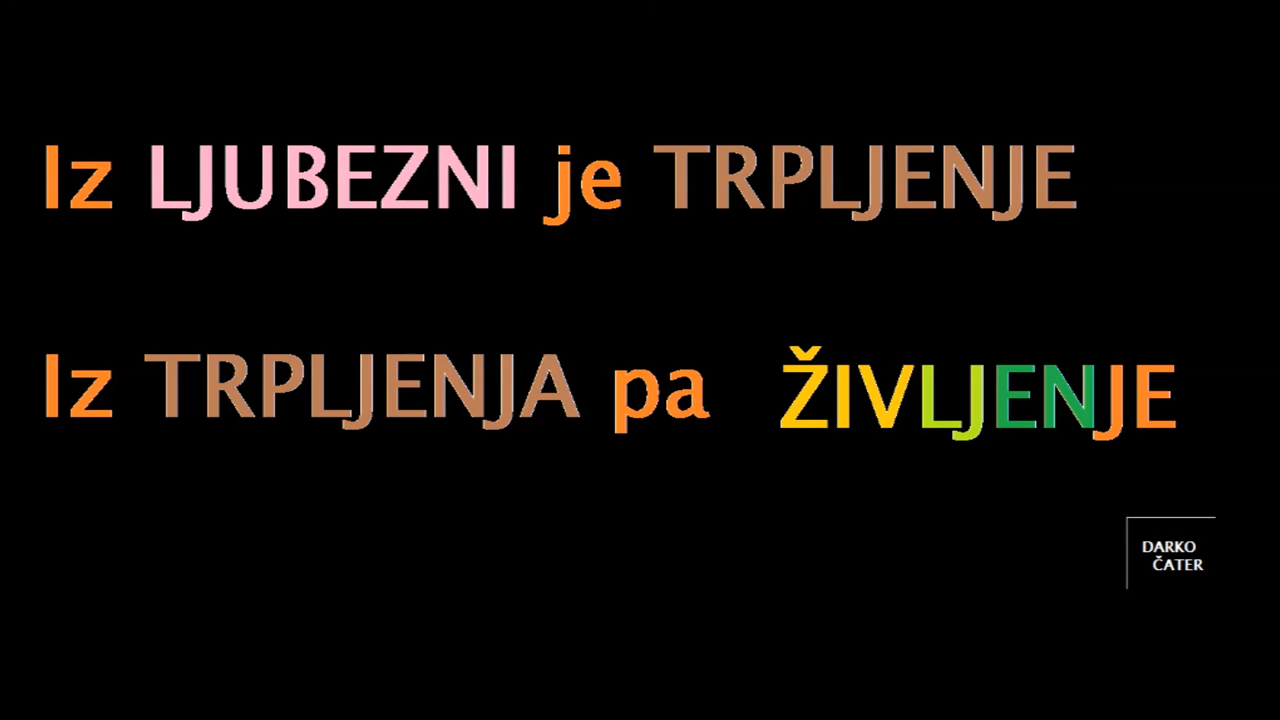 Iz LJUBEZNI je TRPLJENJE
Iz TRPLJENJA pa ŽIVLJENJE
DARKO
ČATER